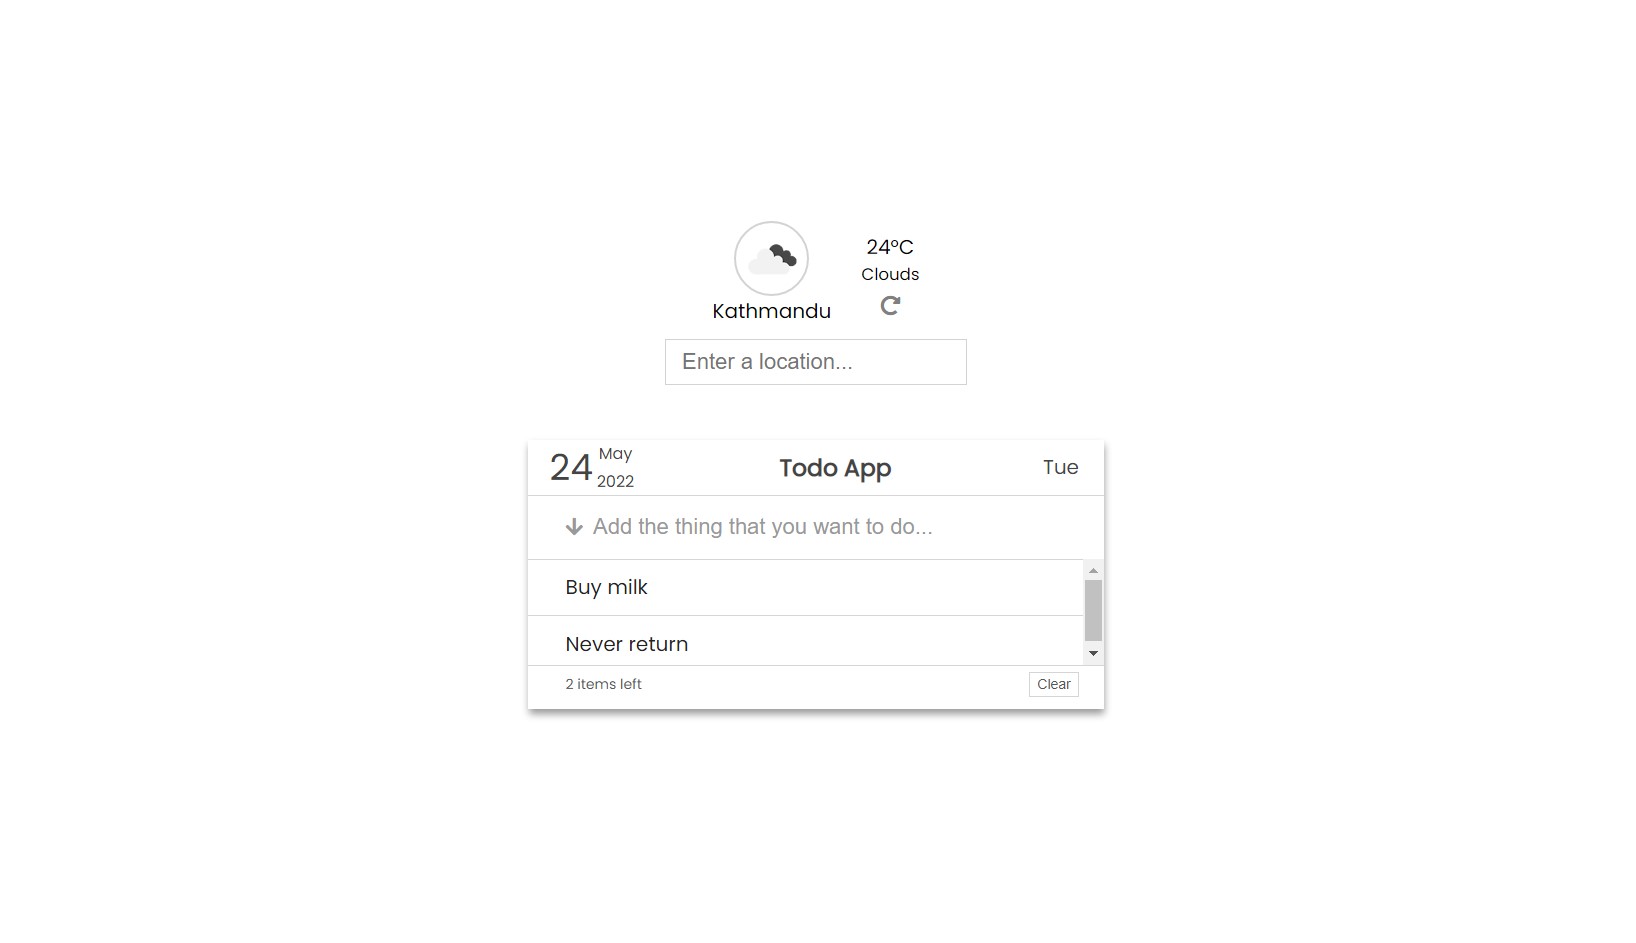 24°C
Clouds
Kathmandu
Enter a location...
24 May 2022
Todo App
Tue
Add the thing that you want to do...
Buy milk
Never return
2 items left
Clear